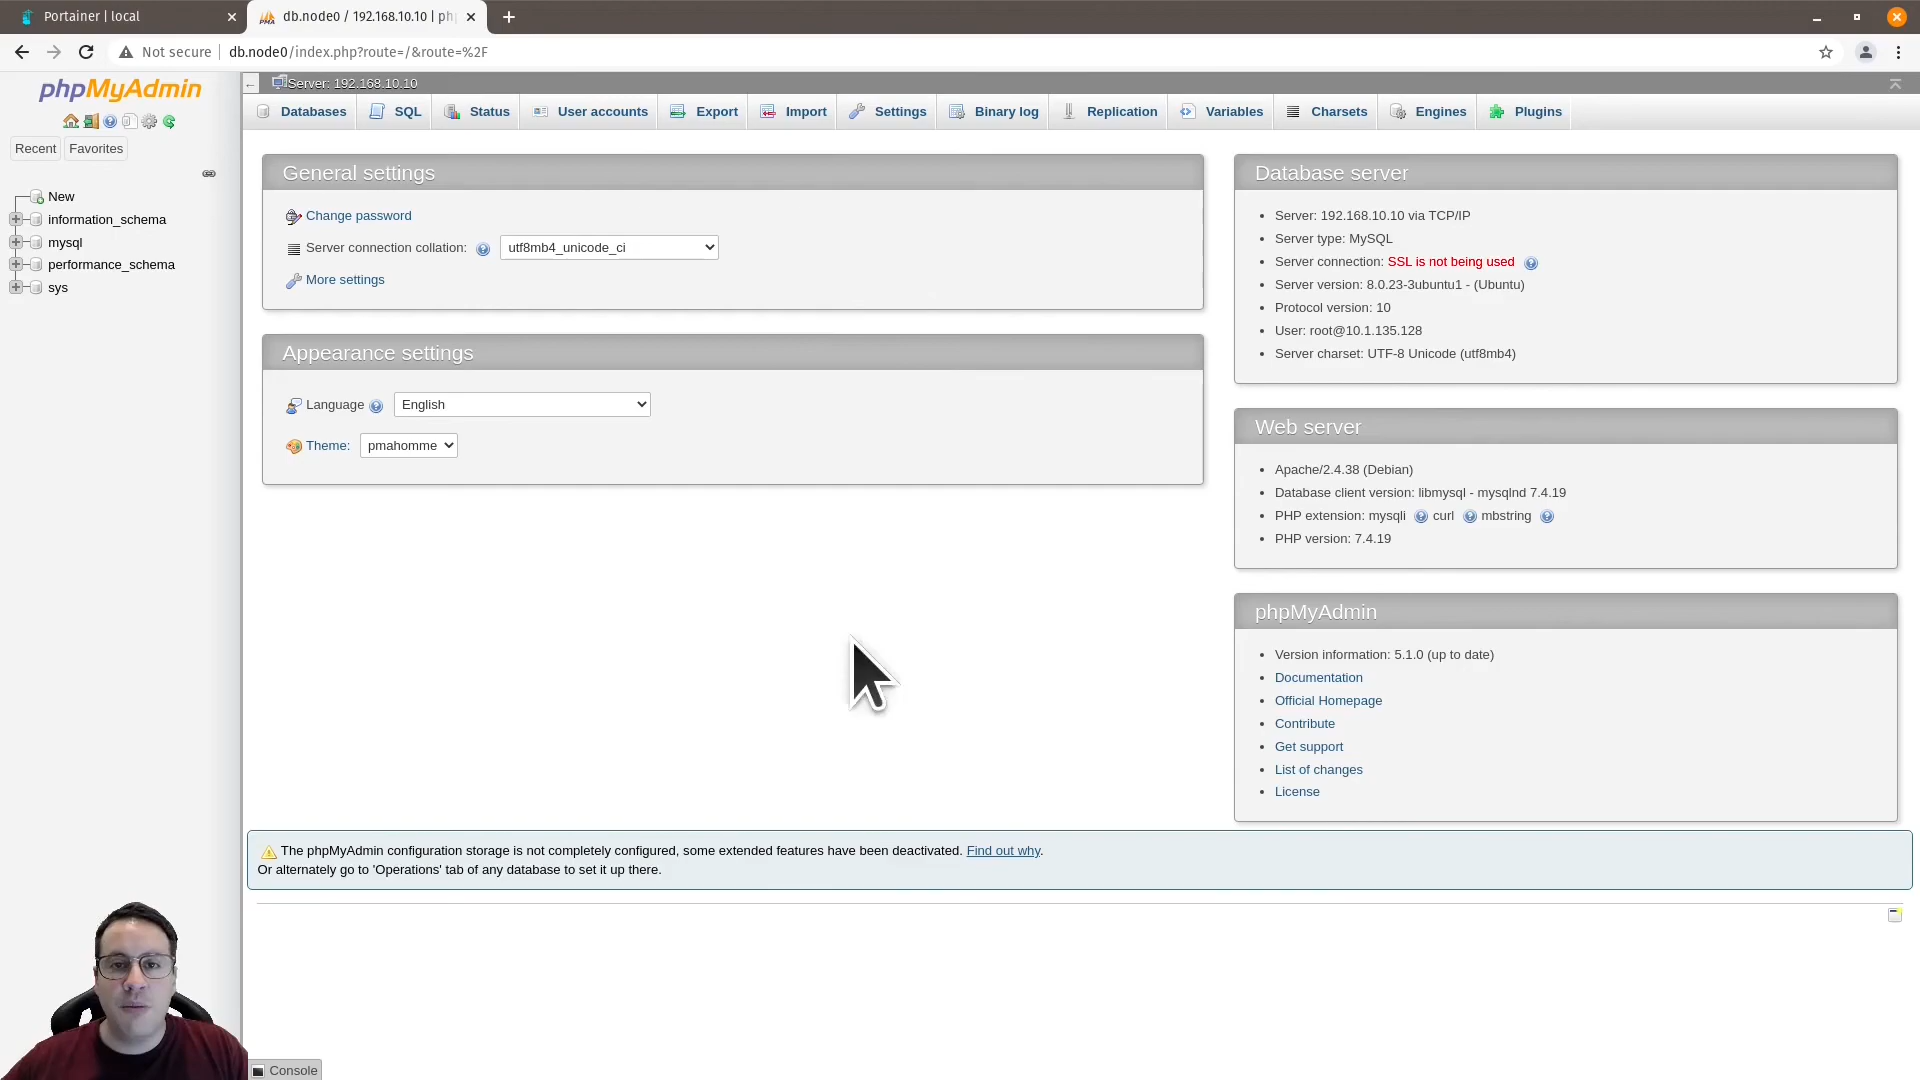 Portainer | local
db.node0 / 192.168.10.10 | ph
Not secure
db.node0/index.php?route=/&route=%2F
phpMyAdmin
Recent
Favorites
New
information_schema
mysql
performance_schema
sys
Server: 192.168.10.10
Databases
SQL
Status
User accounts
Export
Import
Settings
Binary log
Replication
Variables
Charsets
Engines
Plugins
General settings
Change password
Server connection collation:
utf8mb4_unicode_ci
More settings
Appearance settings
Language
English
Theme:
pmahomme
Database server
Server: 192.168.10.10 via TCP/IP
Server type: MySQL
Server connection: SSL is not being used
Server version: 8.0.23-3ubuntu1 - (Ubuntu)
Protocol version: 10
User: root@10.1.135.128
Server charset: UTF-8 Unicode (utf8mb4)
Web server
Apache/2.4.38 (Debian)
Database client version: libmysql - mysqlnd 7.4.19
PHP extension: mysqli curl mbstring
PHP version: 7.4.19
phpMyAdmin
Version information: 5.1.0 (up to date)
Documentation
Official Homepage
Contribute
Get support
List of changes
License
The phpMyAdmin configuration storage is not completely configured, some extended features have been deactivated. Find out why.
Or alternately go to 'Operations' tab of any database to set it up there.
Console